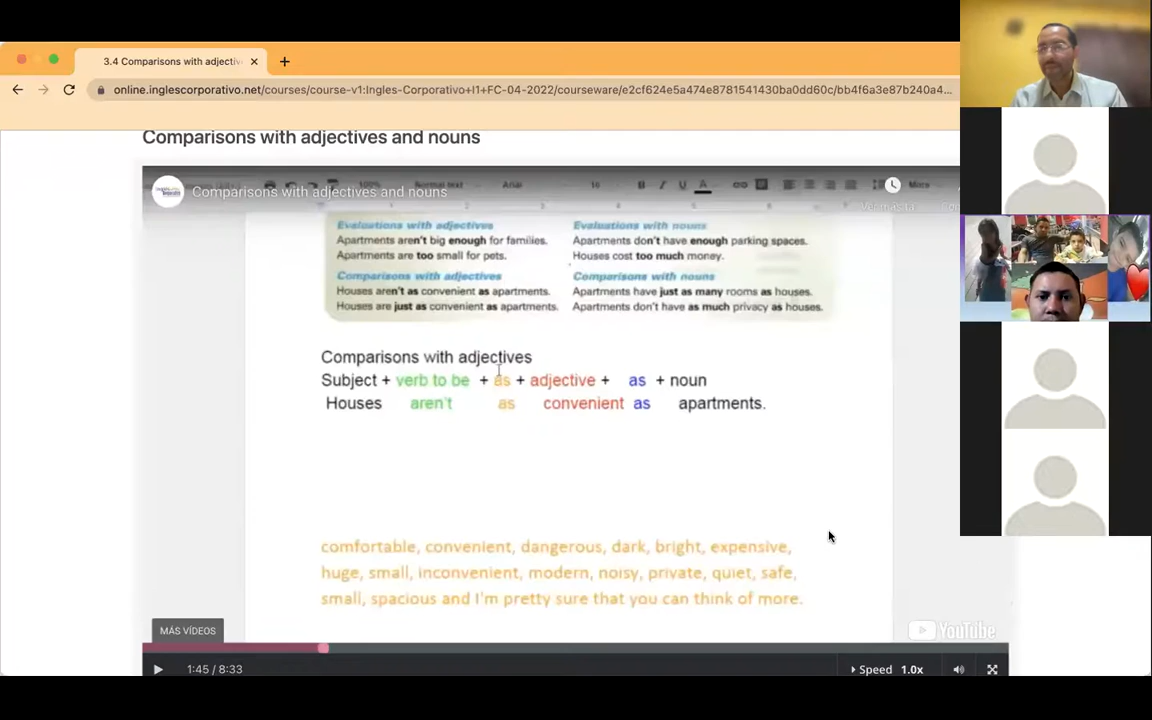 3.4 Comparisons with adjectiv
online.inglescorporativo.net/courses/course-v1:Ingles-Corporativo+I1+FC-04-2022/courseware/e2cf624e5a474e8781541430ba0dd60c/bb4f6a3e87b240a4...
Comparisons with adjectives and nouns
Comparisons with adjectives and nouns
100% Normal text Arial 16 B I U A
Evaluations with adjectives
Apartments aren't big enough for families.
Apartments are too small for pets.
Comparisons with adjectives
Houses aren't as convenient as apartments.
Houses are just as convenient as apartments.
Evaluations with nouns
Apartments don't have enough parking spaces.
Houses cost too much money.
Comparisons with nouns
Apartments have just as many rooms as houses.
Apartments don't have as much privacy as houses.
Comparisons with adjectives
Subject + verb to be + as + adjective + as + noun
Houses aren't as convenient as apartments.
comfortable, convenient, dangerous, dark, bright, expensive,
huge, small, inconvenient, modern, noisy, private, quiet, safe,
small, spacious and I'm pretty sure that you can think of more.
MÁS VÍDEOS
YouTube
1:45 / 8:33
Speed 1.0x